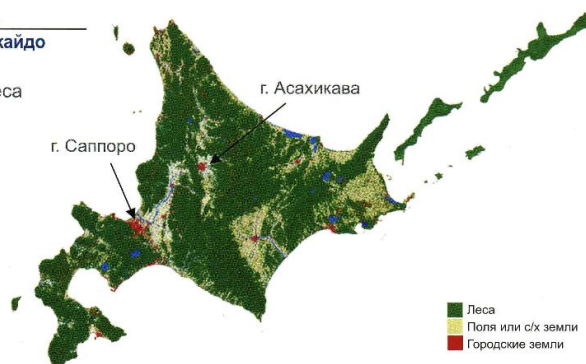 кайдо
еса
г. Асахикава
г. Саппоро
Леса
Поля или с/х земли
Городские земли